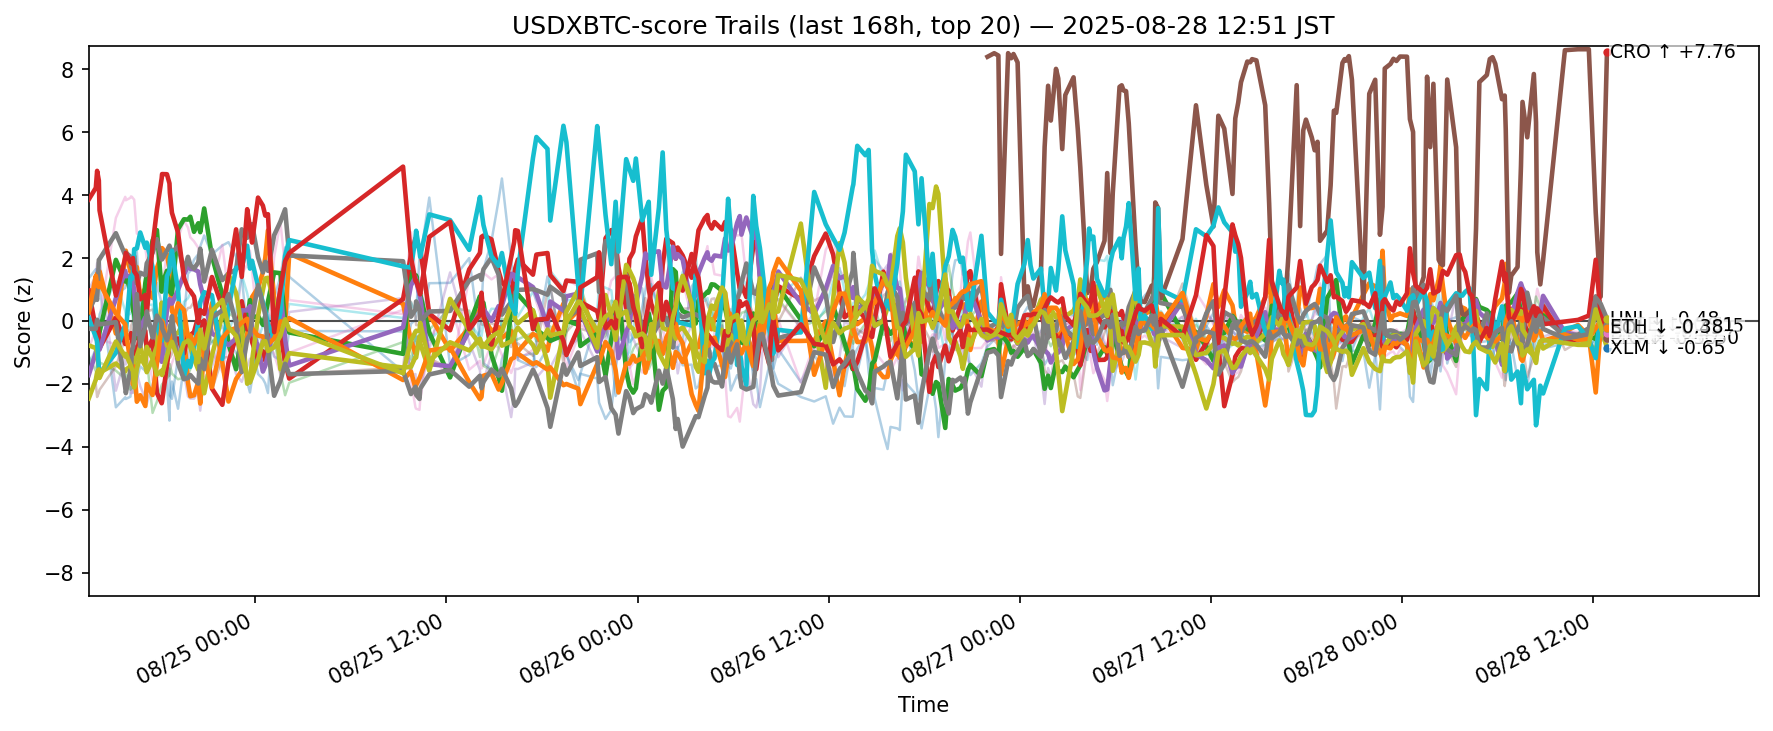 USDXBTC-score Trails (last 168h, top 20) — 2025-08-28 12:51 JST
CRO ↑ +7.76
ETH ↓ -0.38
XLM ↓ -0.65
Score (z)
8
6
4
2
0
−2
−4
−6
−8
08/25 00:00
08/25 12:00
08/26 00:00
08/26 12:00
08/27 00:00
08/27 12:00
08/28 00:00
08/28 12:00
Time